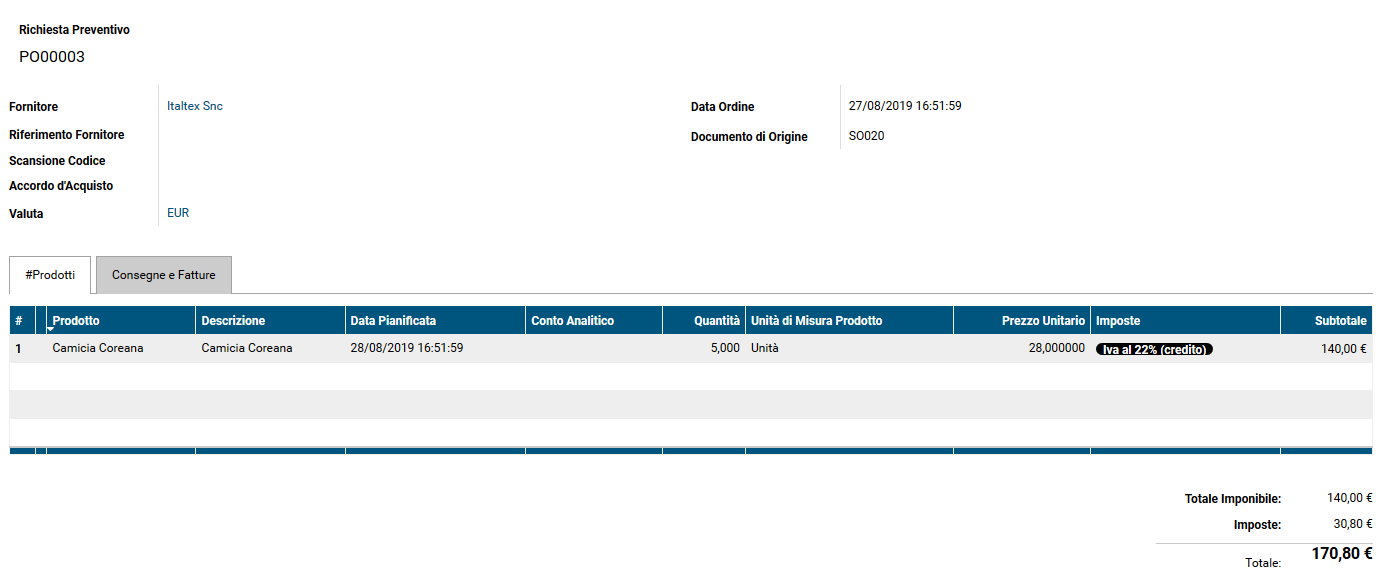 Richiesta Preventivo
PO00003
Fornitore Italtex Snc Data Ordine 27/08/2019 16:51:59
Riferimento Fornitore Documento di Origine SO020
Scansione Codice
Accordo d'Acquisto
Valuta EUR
#Prodotti Consegne e Fatture
# Prodotto Descrizione Data Pianificata Conto Analitico Quantità Unità di Misura Prodotto Prezzo Unitario Imposte Subtotale
1 Camicia Coreana Camicia Coreana 28/08/2019 16:51:59 5,000 Unità 28,000000 Iva al 22% (credito) 140,00 €
Totale Imponibile: 140,00 €
Imposte: 30,80 €
Totale: 170,80 €